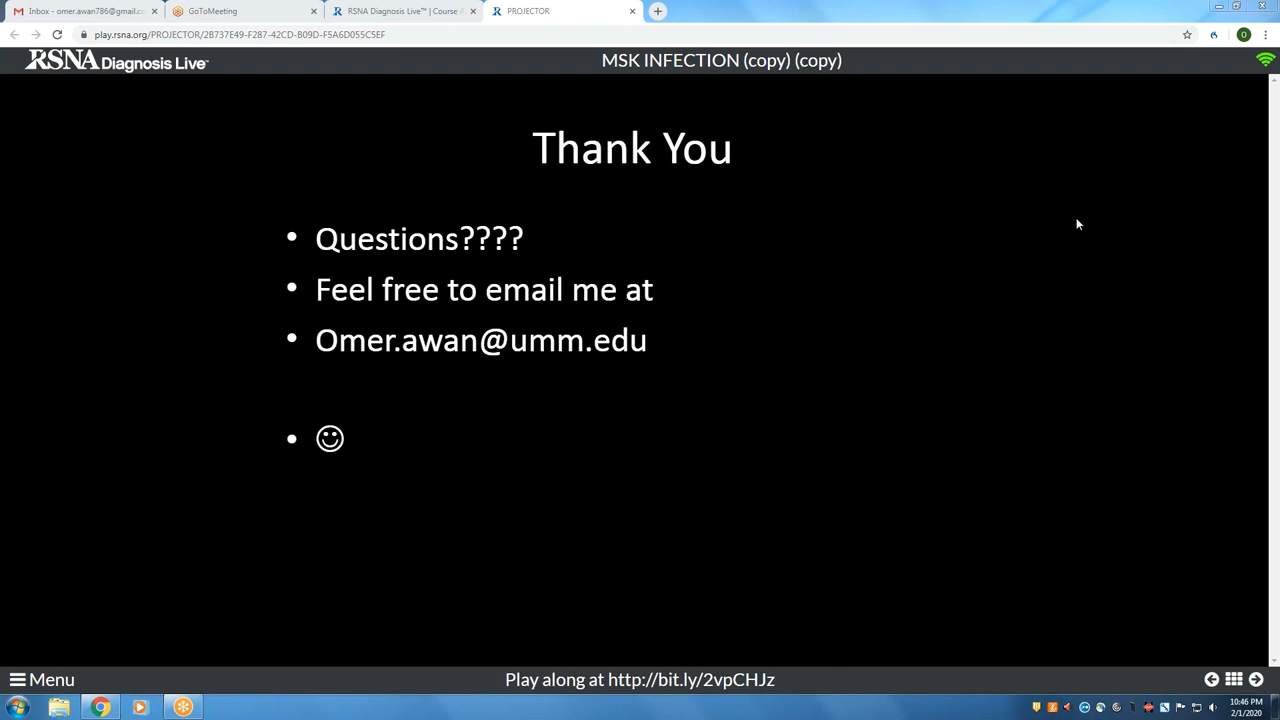 Inbox - omer.awan786@gmail.co
GoToMeeting
RSNA Diagnosis Live™ | Course A
PROJECTOR
play.rsna.org/PROJECTOR/2B737E49-F287-42CD-B09D-F5A6D055C5EF
RSNA Diagnosis Live™
MSK INFECTION (copy) (copy)
Thank You
• Questions????
• Feel free to email me at
• Omer.awan@umm.edu
• ☺
Menu
Play along at http://bit.ly/2vpCHJz
10:46 PM
2/1/2020